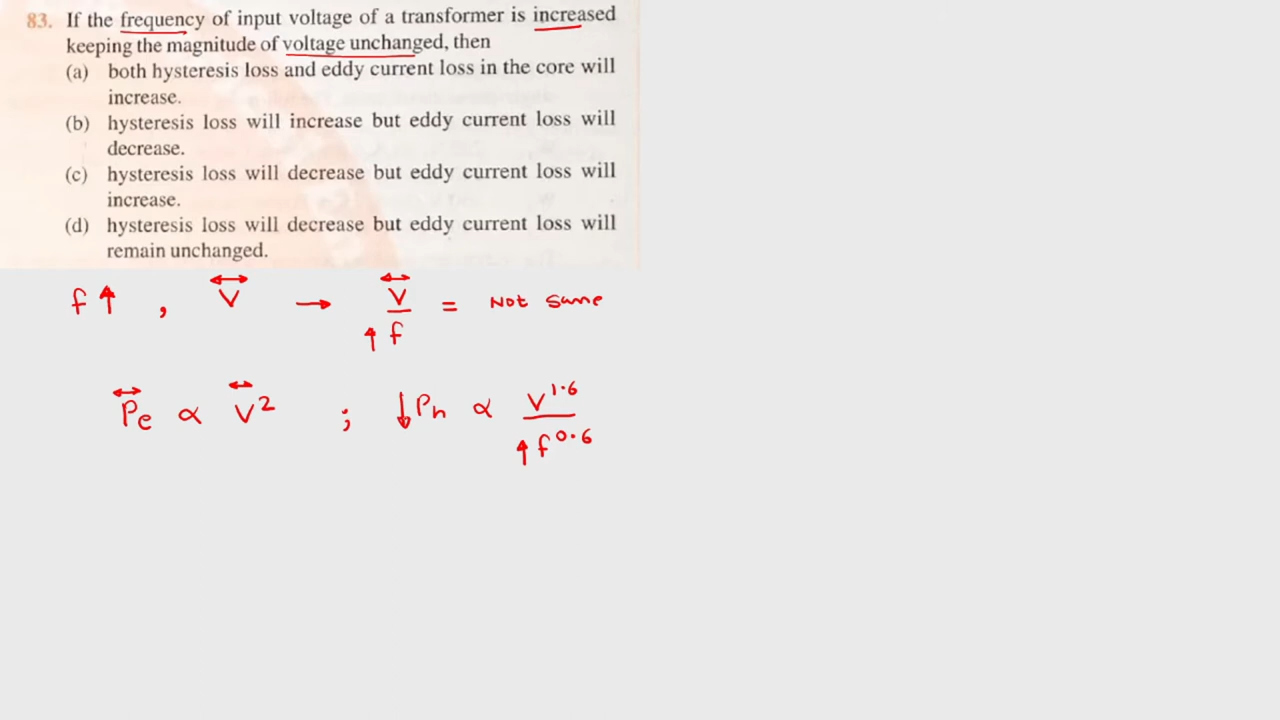 83. If the frequency of input voltage of a transformer is increased
keeping the magnitude of voltage unchanged, then
(a) both hysteresis loss and eddy current loss in the core will
increase.
(b) hysteresis loss will increase but eddy current loss will
decrease.
(c) hysteresis loss will decrease but eddy current loss will
increase.
(d) hysteresis loss will decrease but eddy current loss will
remain unchanged.
f ↑ , V → V / ↑ f = Not same
Pe ∝ V² ; ↓ Ph ∝ V^1.6 / ↑ f^0.6